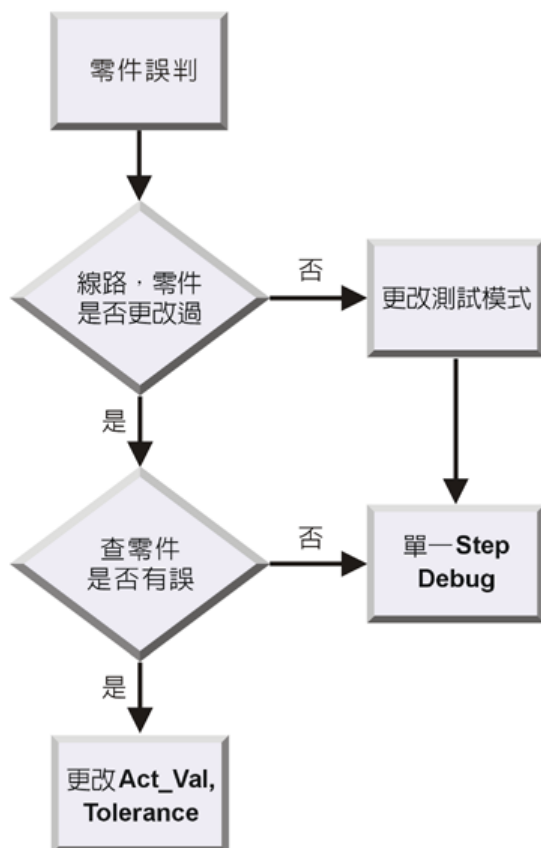 零件誤判
線路，零件
是否更改過
否
更改測試模式
是
查零件
是否有誤
否
單一Step
Debug
是
更改Act_Val,
Tolerance